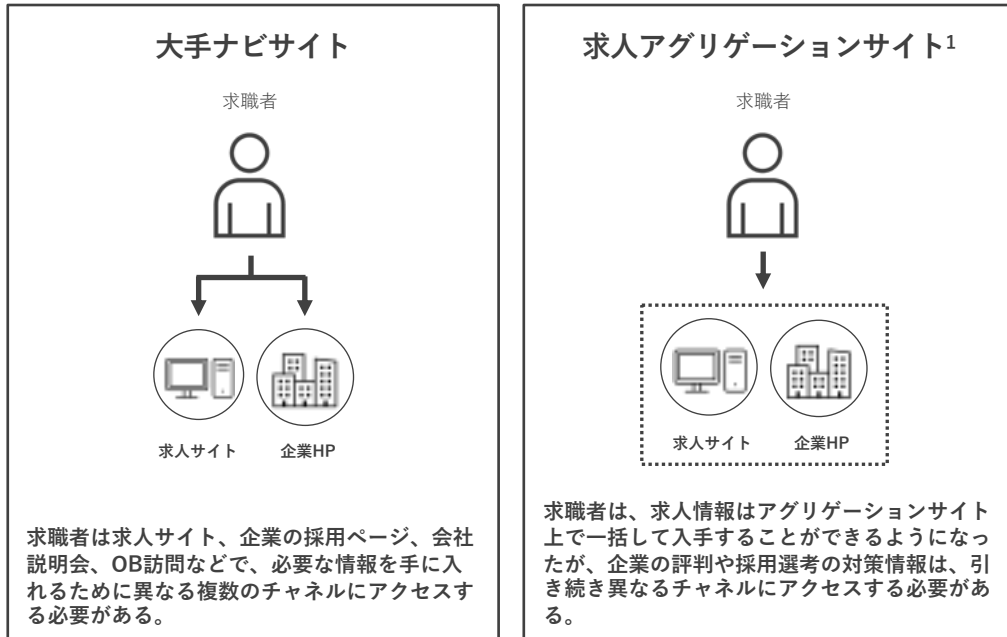 大手ナビサイト
求職者
求人サイト
企業HP
求職者は求人サイト、企業の採用ページ、会社
説明会、OB訪問などで、必要な情報を手に入
れるために異なる複数のチャネルにアクセスす
る必要がある。
求人アグリゲーションサイト1
求職者
求人サイト
企業HP
求職者は、求人情報はアグリゲーションサイト
上で一括して入手することができるようになっ
たが、企業の評判や採用選考の対策情報は、引
き続き異なるチャネルにアクセスする必要があ
る。